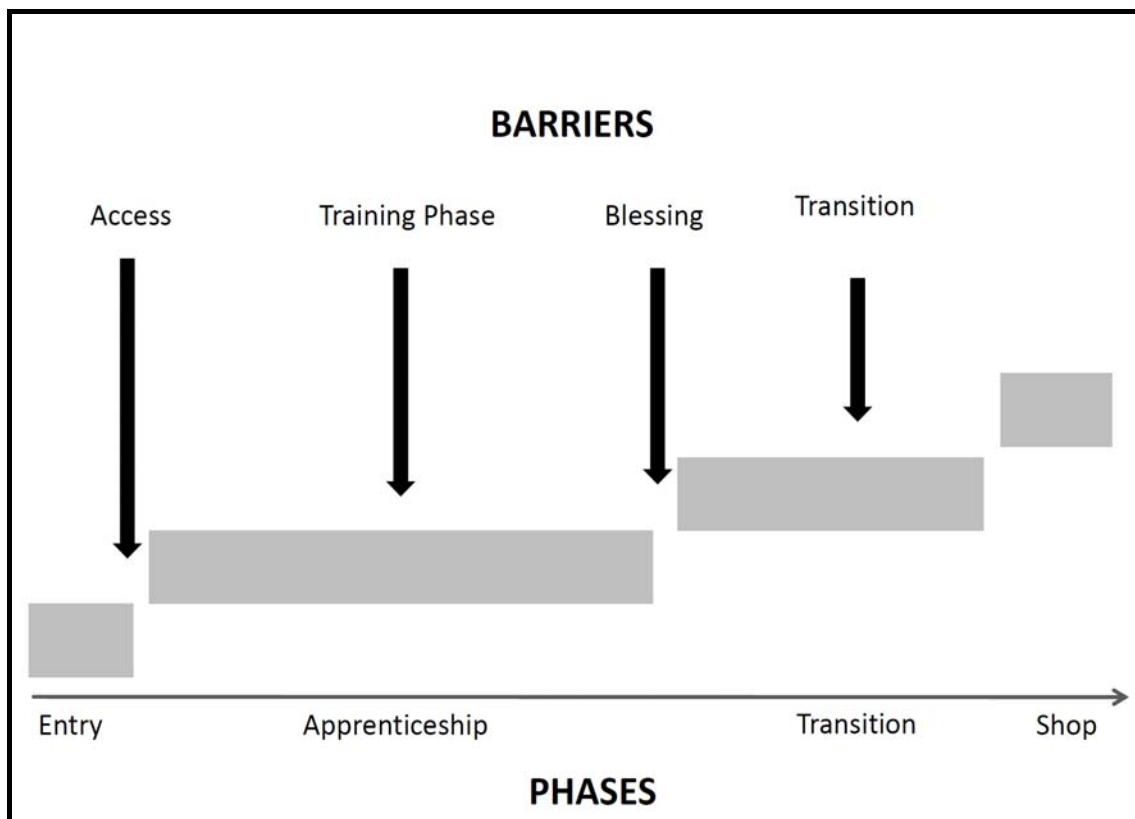 BARRIERS
Access
Training Phase
Blessing
Transition
Entry
Apprenticeship
Transition
Shop
PHASES